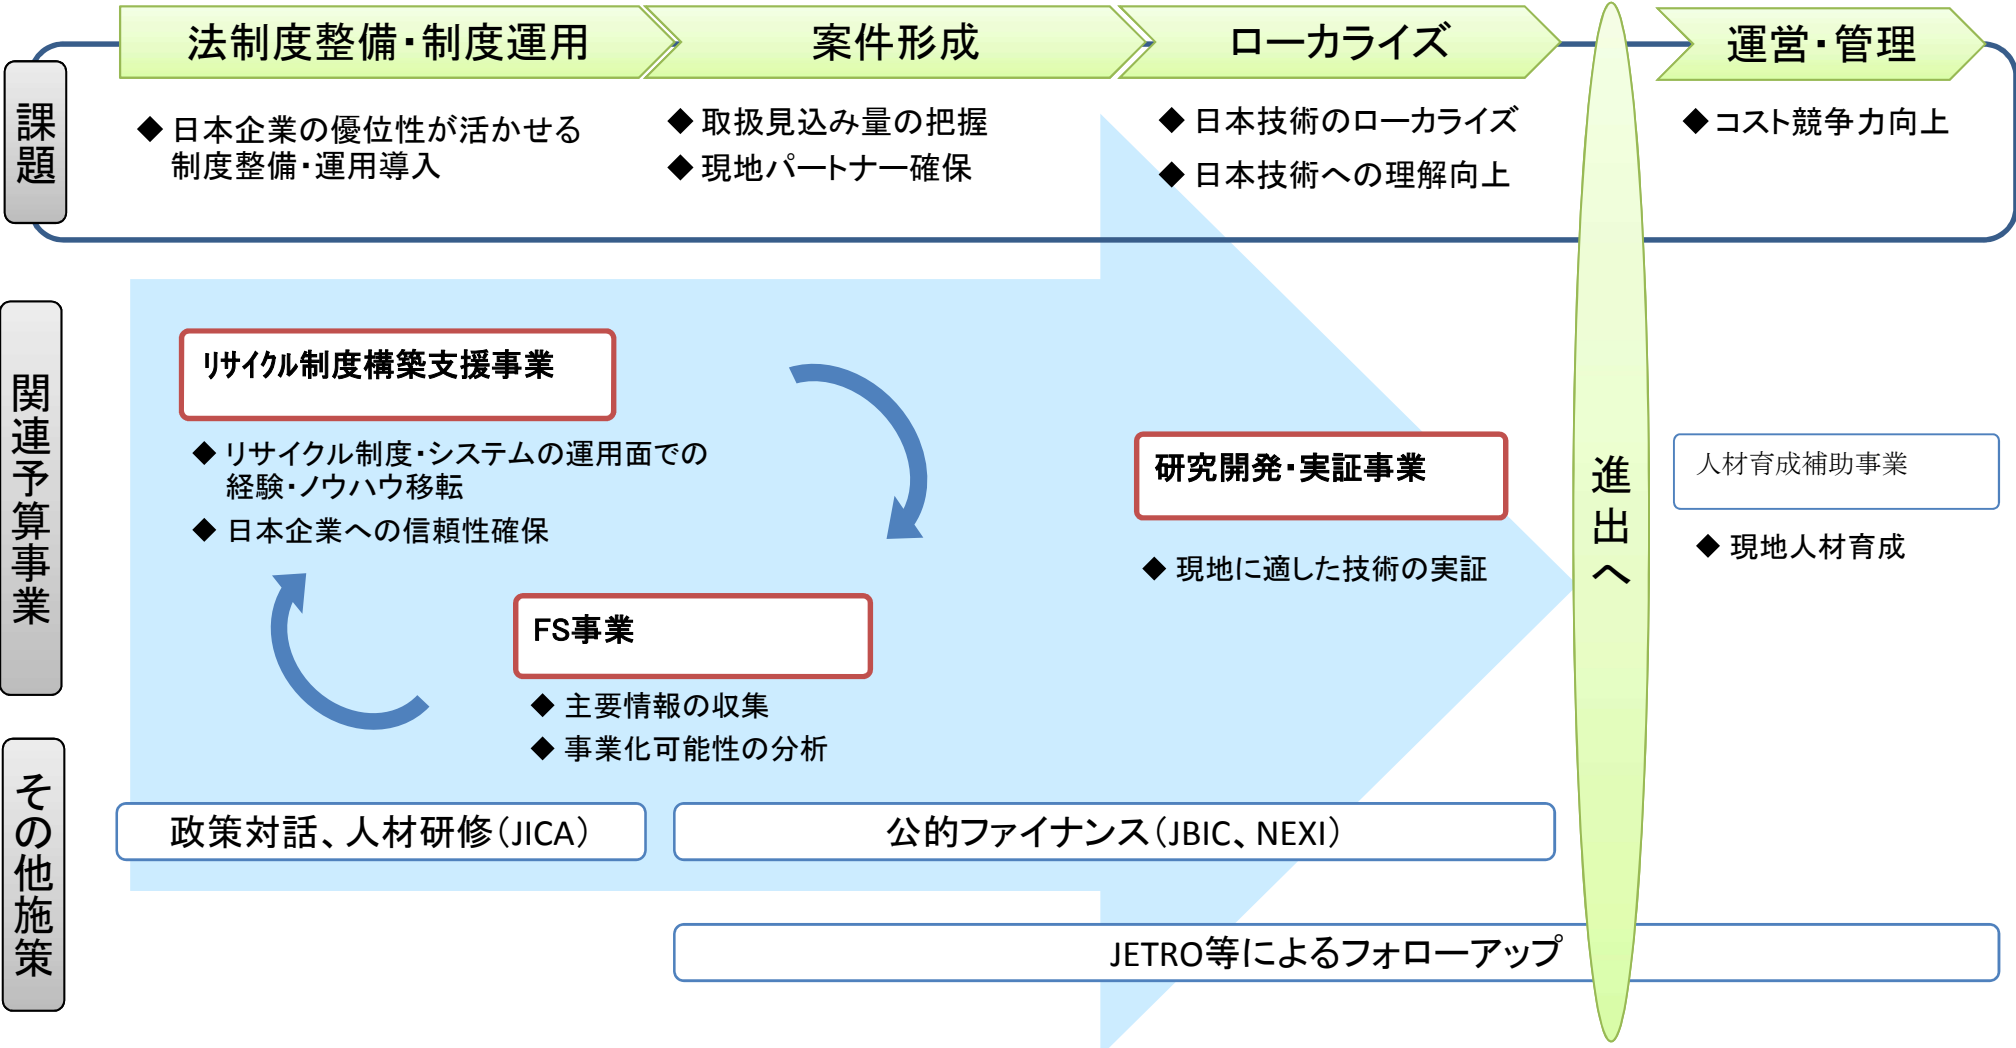 法制度整備・制度運用
案件形成
ローカライズ
運営・管理
課題
◆ 日本企業の優位性が活かせる
制度整備・運用導入
◆ 取扱見込み量の把握
◆ 現地パートナー確保
◆ 日本技術のローカライズ
◆ 日本技術への理解向上
◆コスト競争力向上
関連予算事業
リサイクル制度構築支援事業
◆ リサイクル制度・システムの運用面での
経験・ノウハウ移転
◆ 日本企業への信頼性確保
FS事業
◆ 主要情報の収集
◆ 事業化可能性の分析
研究開発・実証事業
◆ 現地に適した技術の実証
進出へ
人材育成補助事業
◆ 現地人材育成
その他施策
政策対話、人材研修（JICA）
公的ファイナンス（JBIC、NEXI）
JETRO等によるフォローアップ